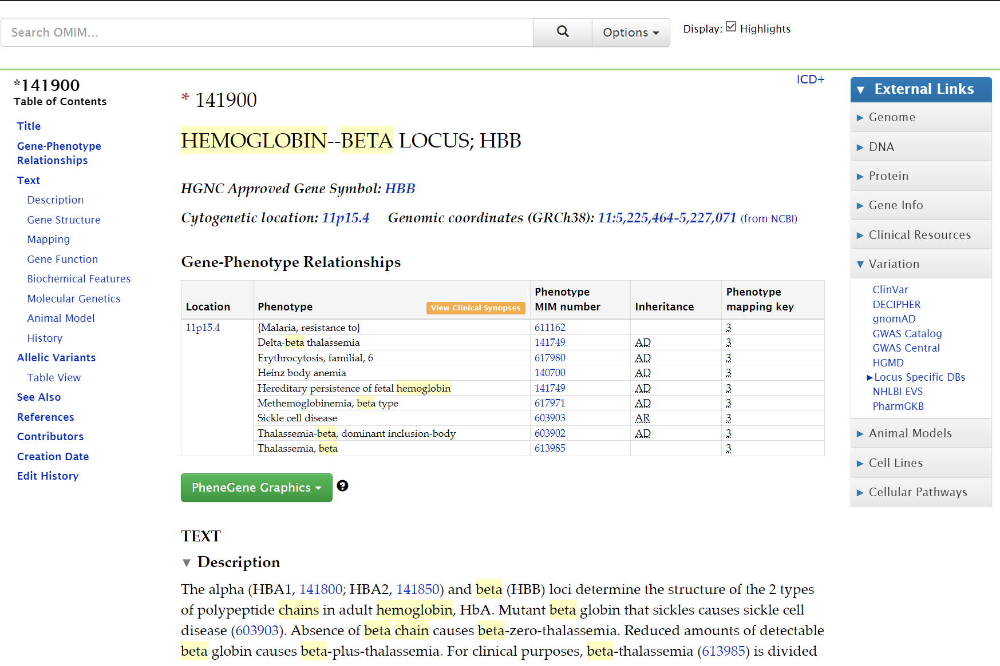 Search OMIM...
Options
Display: Highlights
*141900
Table of Contents
Title
Gene-Phenotype
Relationships
Text
Description
Gene Structure
Mapping
Gene Function
Biochemical Features
Molecular Genetics
Animal Model
History
Allelic Variants
Table View
See Also
References
Contributors
Creation Date
Edit History
ICD+
* 141900
HEMOGLOBIN--BETA LOCUS; HBB
HGNC Approved Gene Symbol: HBB
Cytogenetic location: 11p15.4 Genomic coordinates (GRCh38): 11:5,225,464-5,227,071 (from NCBI)
Gene-Phenotype Relationships
Location Phenotype View Clinical Synopses Phenotype MIM number Inheritance Phenotype mapping key
11p15.4 {Malaria, resistance to} 611162 3
Delta-beta thalassemia 141749 AD 3
Erythrocytosis, familial, 6 617980 AD 3
Heinz body anemia 140700 AD 3
Hereditary persistence of fetal hemoglobin 141749 AD 3
Methemoglobinemia, beta type 617971 AD 3
Sickle cell disease 603903 AR 3
Thalassemia-beta, dominant inclusion-body 603902 AD 3
Thalassemia, beta 613985 3
PheneGene Graphics ?
TEXT
Description
The alpha (HBA1, 141800; HBA2, 141850) and beta (HBB) loci determine the structure of the 2 types
of polypeptide chains in adult hemoglobin, HbA. Mutant beta globin that sickles causes sickle cell
disease (603903). Absence of beta chain causes beta-zero-thalassemia. Reduced amounts of detectable
beta globin causes beta-plus-thalassemia. For clinical purposes, beta-thalassemia (613985) is divided
External Links
Genome
DNA
Protein
Gene Info
Clinical Resources
Variation
ClinVar
DECIPHER
gnomAD
GWAS Catalog
GWAS Central
HGMD
Locus Specific DBs
NHLBI EVS
PharmGKB
Animal Models
Cell Lines
Cellular Pathways